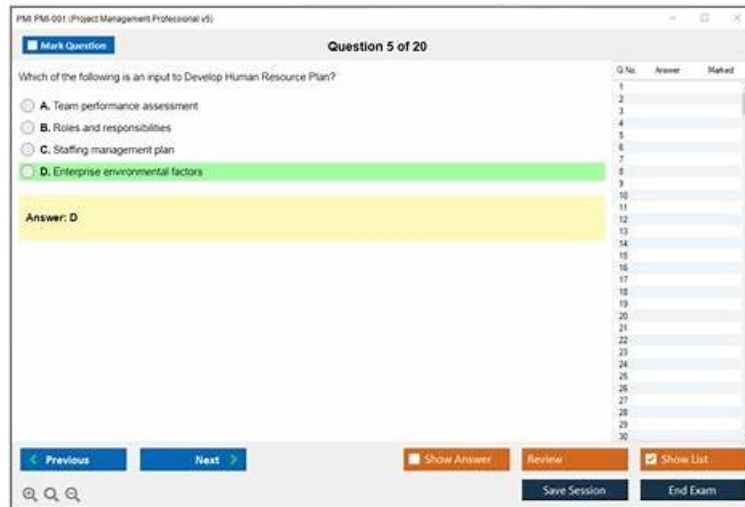 PMI PMI-001 (Project Management Professional v5)
Mark Question
Question 5 of 20
Q No. Answer Marked
Which of the following is an input to Develop Human Resource Plan?
A. Team performance assessment
B. Roles and responsibilities
C. Staffing management plan
D. Enterprise environmental factors
Answer: D
1
2
3
4
5
6
7
8
9
10
11
12
13
14
15
16
17
18
19
20
21
22
23
24
25
26
27
28
29
30
Previous Next Show Answer Review Show List
Save Session End Exam